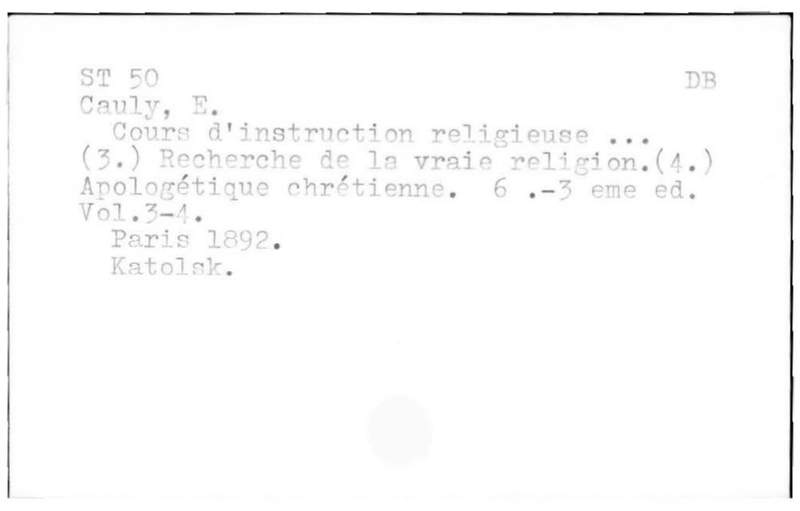 ST 50 DB
Cauly, E.
Cours d'instruction religieuse ...
(3.) Recherche de la vraie religion.(4.)
Apologétique chrétienne. 6 .-3 eme ed.
Vol.3-4.
Paris 1892.
Katolsk.